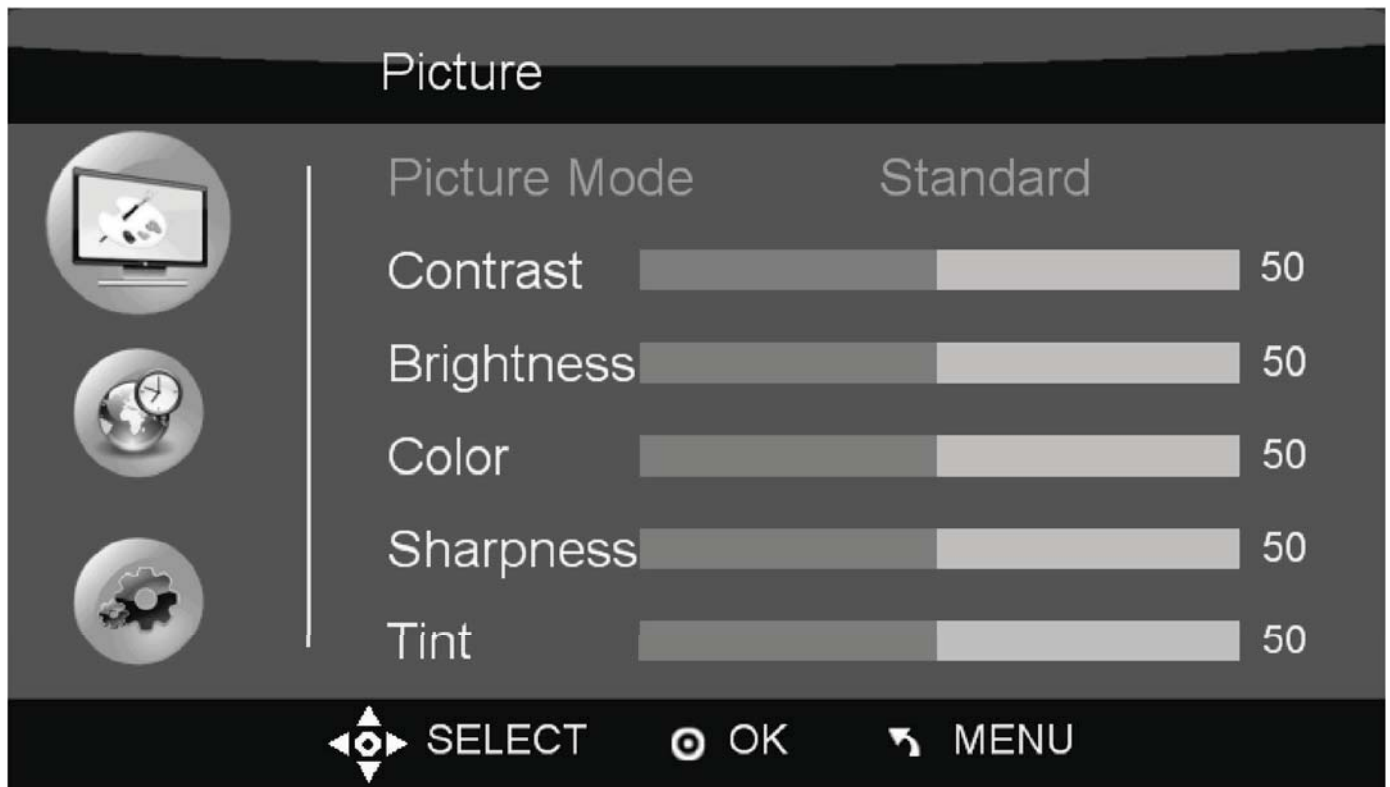 Picture
Picture Mode Standard
Contrast 50
Brightness 50
Color 50
Sharpness 50
Tint 50
SELECT OK MENU